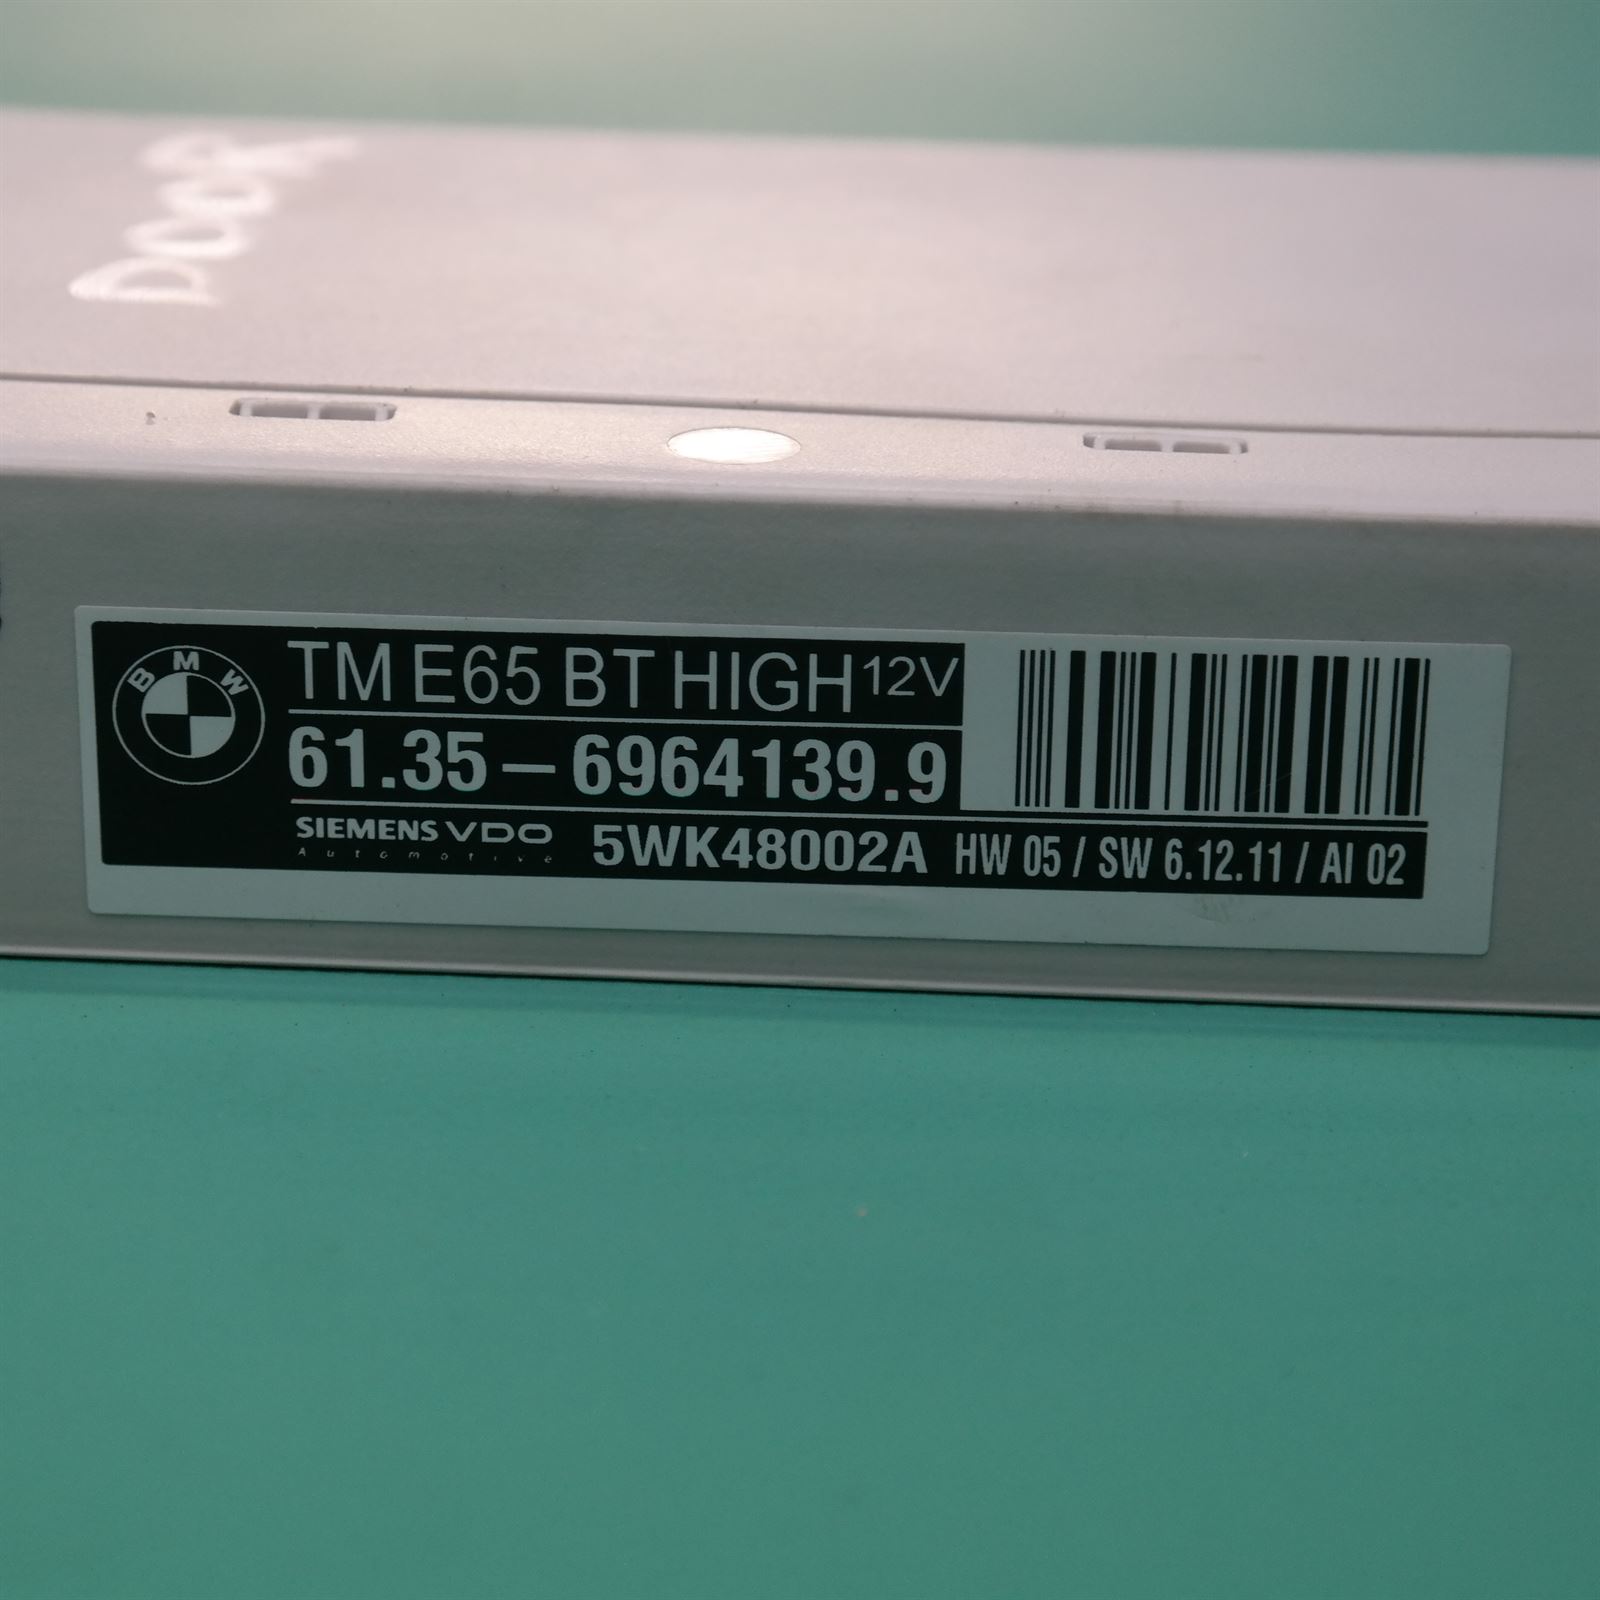 DOOR
BMW
TM E65 BT HIGH 12V
61.35 – 6964139.9
SIEMENS VDO
Automotive
5WK48002A HW 05 / SW 6.12.11 / AI 02